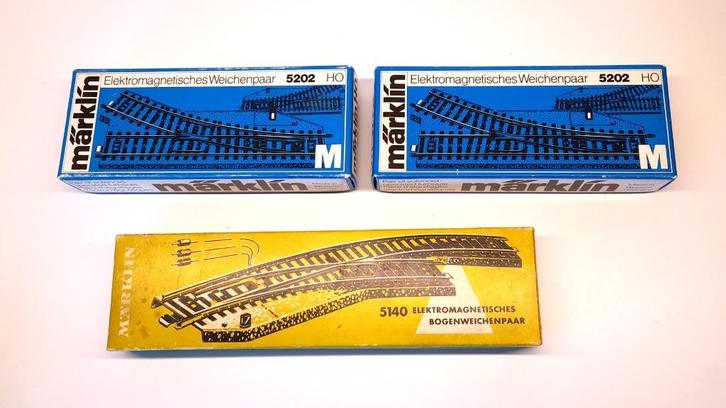 märklin
Elektromagnetisches Weichenpaar 5202 HO
M
märklin
märklin
Elektromagnetisches Weichenpaar 5202 HO
M
märklin
MÄRKLIN
5140 ELEKTROMAGNETISCHES
BOGENWEICHENPAAR